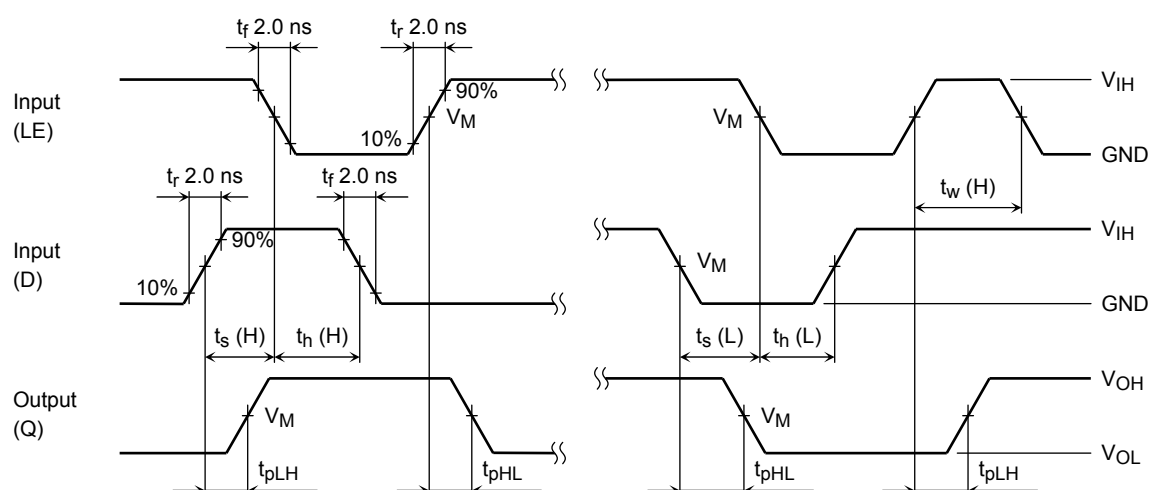 tf 2.0 ns
tr 2.0 ns
Input
(LE)
90%
VM
10%
VM
VIH
GND
tw (H)
tr 2.0 ns
tf 2.0 ns
Input
(D)
90%
10%
VM
VIH
GND
ts (H)
th (H)
ts (L)
th (L)
Output
(Q)
VM
VM
VOH
VOL
tpLH
tpHL
tpHL
tpLH